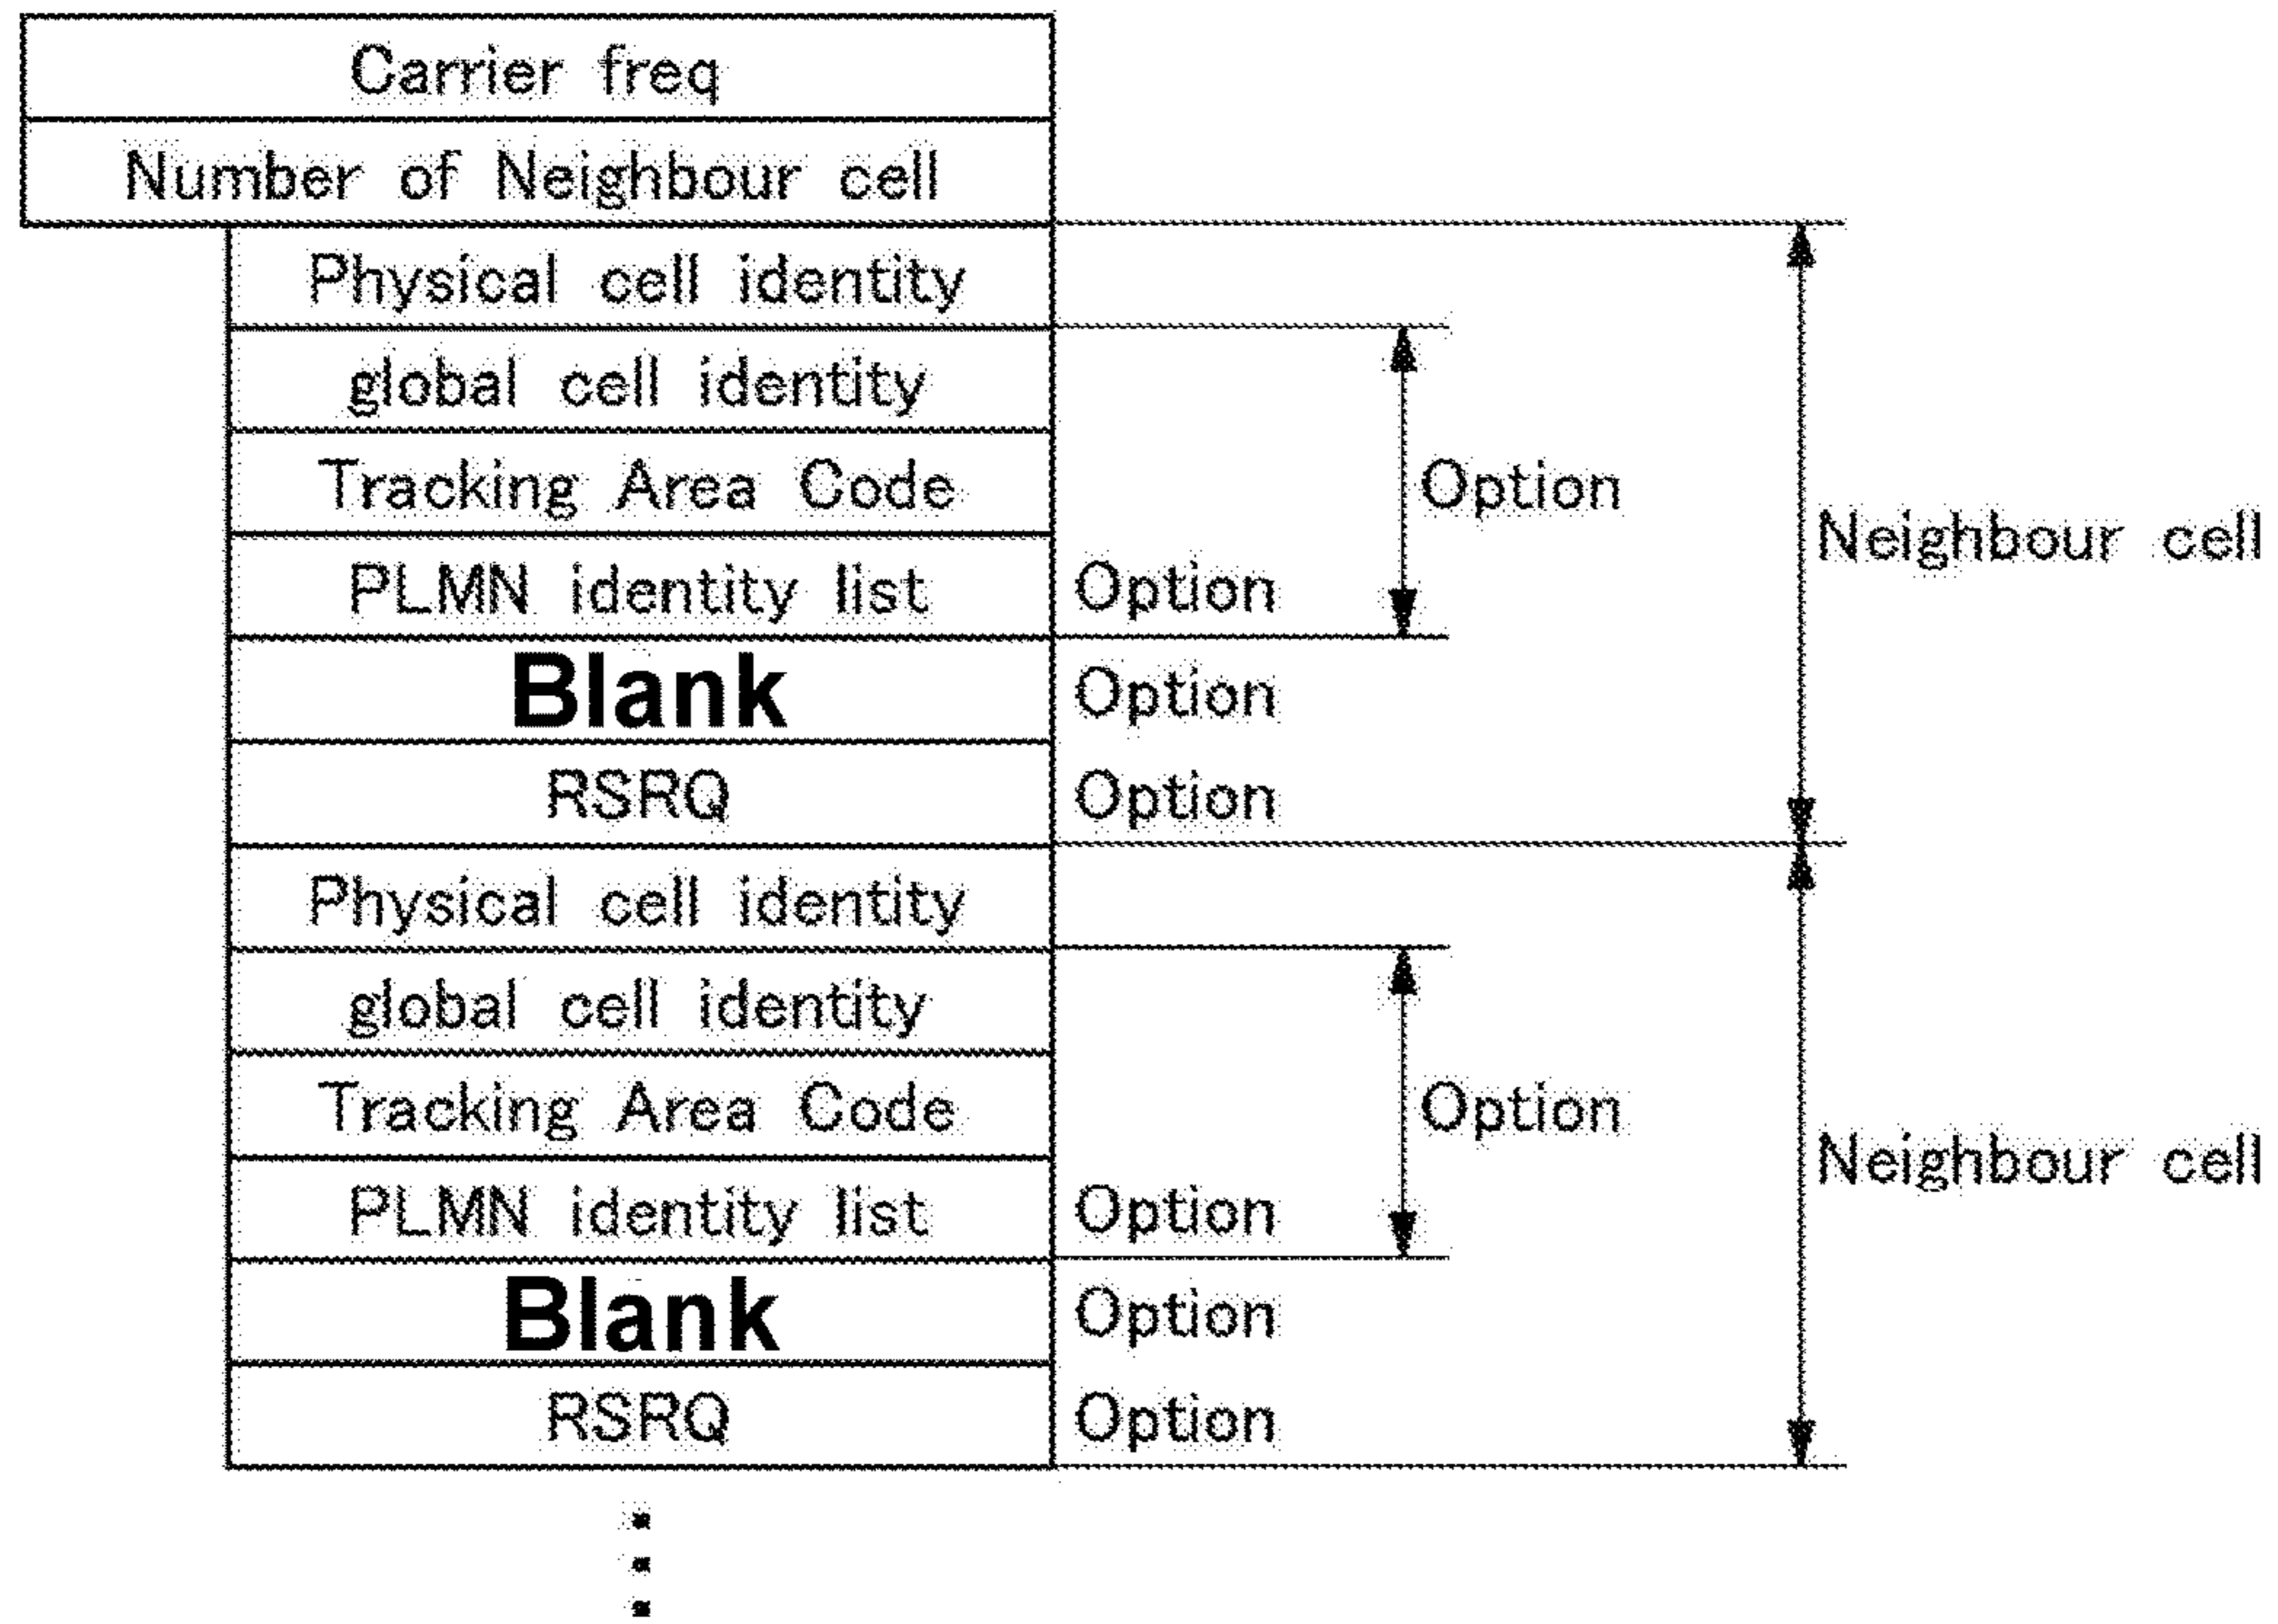 Carrier freq
Number of Neighbour cell
Physical cell identity
global cell identity
Tracking Area Code
Option
Neighbour cell
PLMN identity list
Option
Blank
Option
RSRQ
Option
Physical cell identity
global cell identity
Tracking Area Code
Option
Neighbour cell
PLMN identity list
Option
Blank
Option
RSRQ
Option